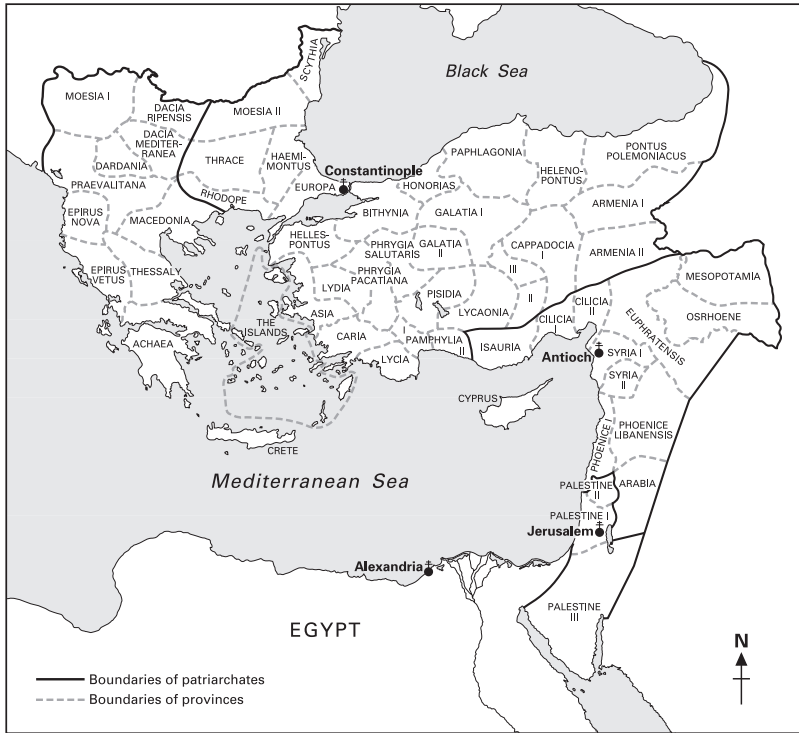 SCYTHIA
Black Sea
MOESIA I
DACIA
RIPENSIS
MOESIA II
DACIA
MEDITER-
RANEA
DARDANIA
THRACE
HAEMI-
MONTUS
PAPHLAGONIA
HELENO-
PONTUS
PONTUS
POLEMONIACUS
Constantinople
PRAEVALITANA
RHODOPE
EUROPA
HONORIAS
EPIRUS
NOVA
MACEDONIA
BITHYNIA
GALATIA I
ARMENIA I
HELLES-
PONTUS
PHRYGIA
SALUTARIS
GALATIA
II
CAPPADOCIA
I
ARMENIA II
EPIRUS
VETUS
THESSALY
PHRYGIA
PACATIANA
III
II
MESOPOTAMIA
LYDIA
PISIDIA
LYCAONIA
CILICIA
II
ASIA
THE
ISLANDS
CILICIA
I
EUPHRATENSIS
OSRHOENE
ACHAEA
CARIA
I
PAMPHYLIA
II
ISAURIA
LYCIA
Antioch
SYRIA I
SYRIA
II
CYPRUS
CRETE
PHOENICE I
PHOENICE
LIBANENSIS
Mediterranean Sea
PALESTINE
II
ARABIA
PALESTINE I
Jerusalem
Alexandria
PALESTINE
III
EGYPT
N
Boundaries of patriarchates
Boundaries of provinces